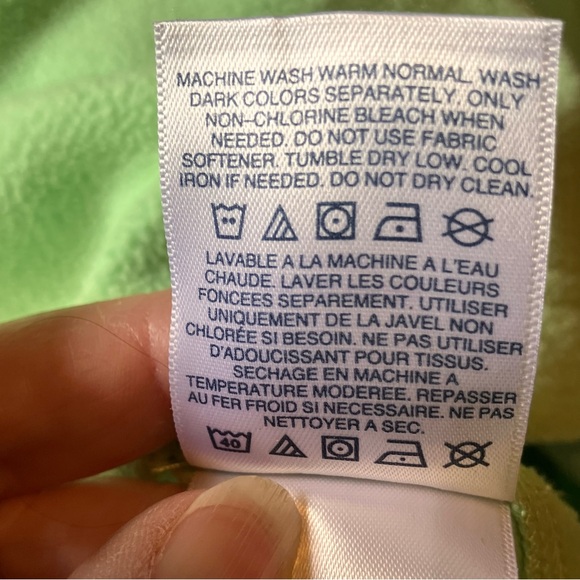 MACHINE WASH WARM NORMAL. WASH
DARK COLORS SEPARATELY. ONLY
NON-CHLORINE BLEACH WHEN
NEEDED. DO NOT USE FABRIC
SOFTENER. TUMBLE DRY LOW. COOL
IRON IF NEEDED. DO NOT DRY CLEAN.
LAVABLE A LA MACHINE A L'EAU
CHAUDE. LAVER LES COULEURS
FONCEES SEPAREMENT. UTILISER
UNIQUEMENT DE LA JAVEL NON
CHLORÉE SI BESOIN. NE PAS UTILISER
D'ADOUCISSANT POUR TISSUS.
SECHAGE EN MACHINE A
TEMPERATURE MODEREE. REPASSER
AU FER FROID SI NECESSAIRE. NE PAS
NETTOYER A SEC.
40